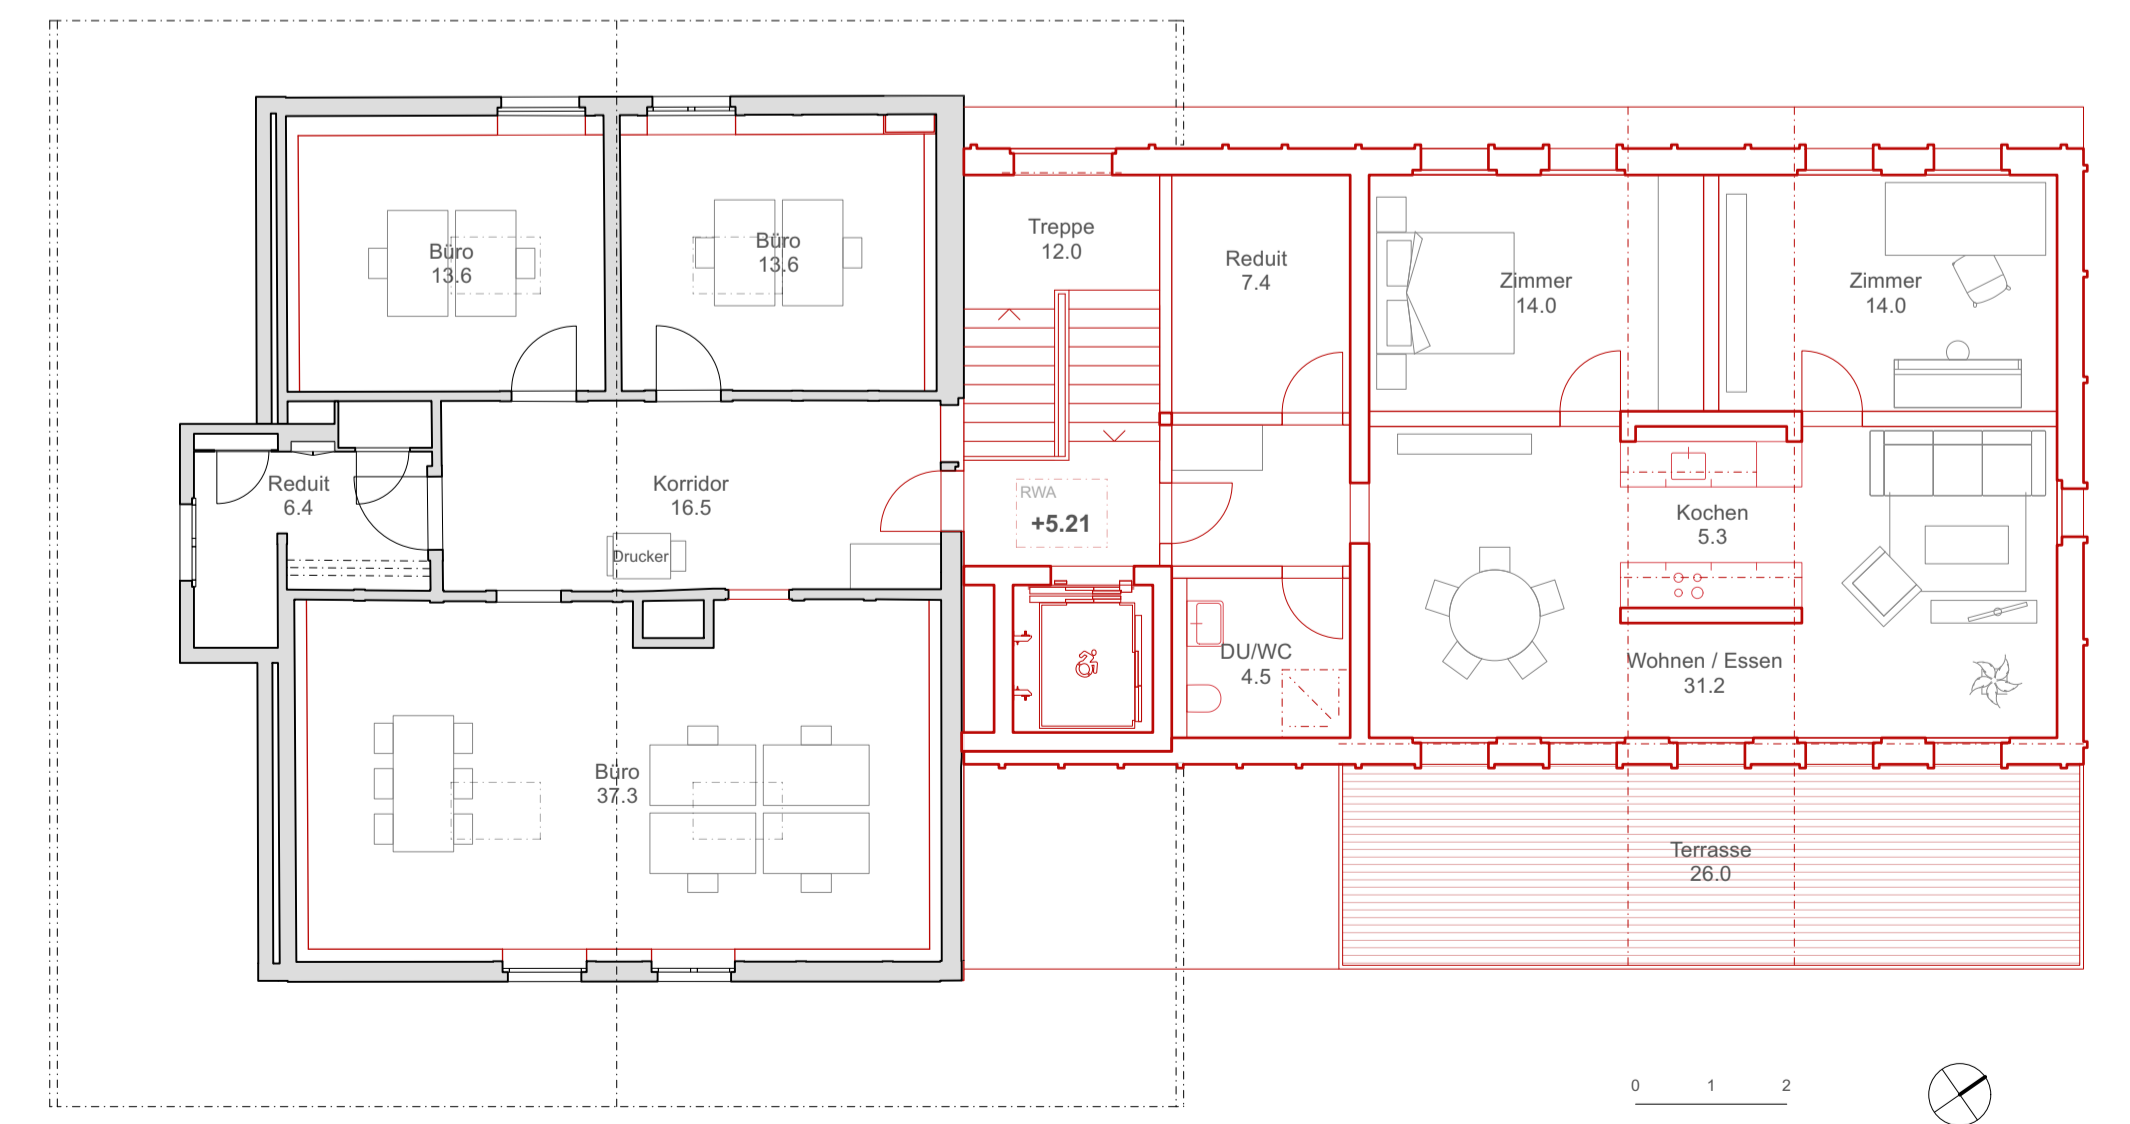 Büro
13.6
Büro
13.6
Treppe
12.0
Reduit
7.4
Zimmer
14.0
Zimmer
14.0
Reduit
6.4
Korridor
16.5
Drucker
RWA
+5.21
Kochen
5.3
DU/WC
4.5
Wohnen / Essen
31.2
Büro
37.3
Terrasse
26.0
0 1 2